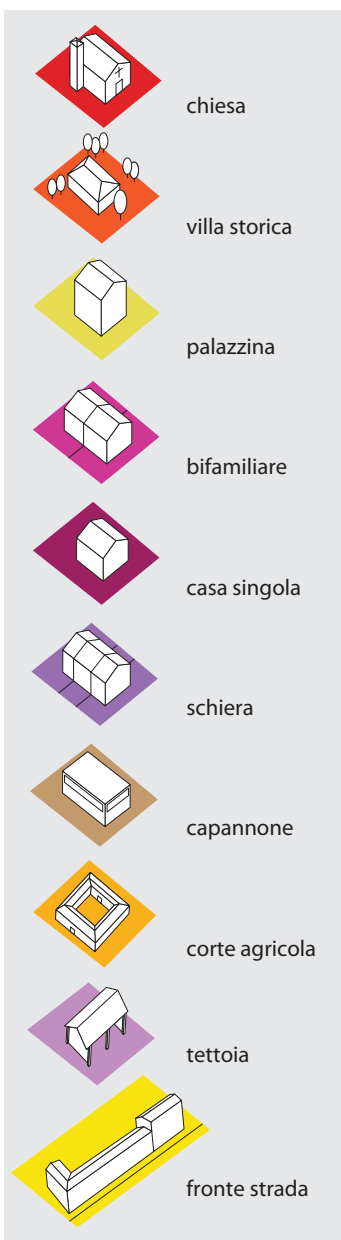 chiesa
villa storica
palazzina
bifamiliare
casa singola
schiera
capannone
corte agricola
tettoia
fronte strada